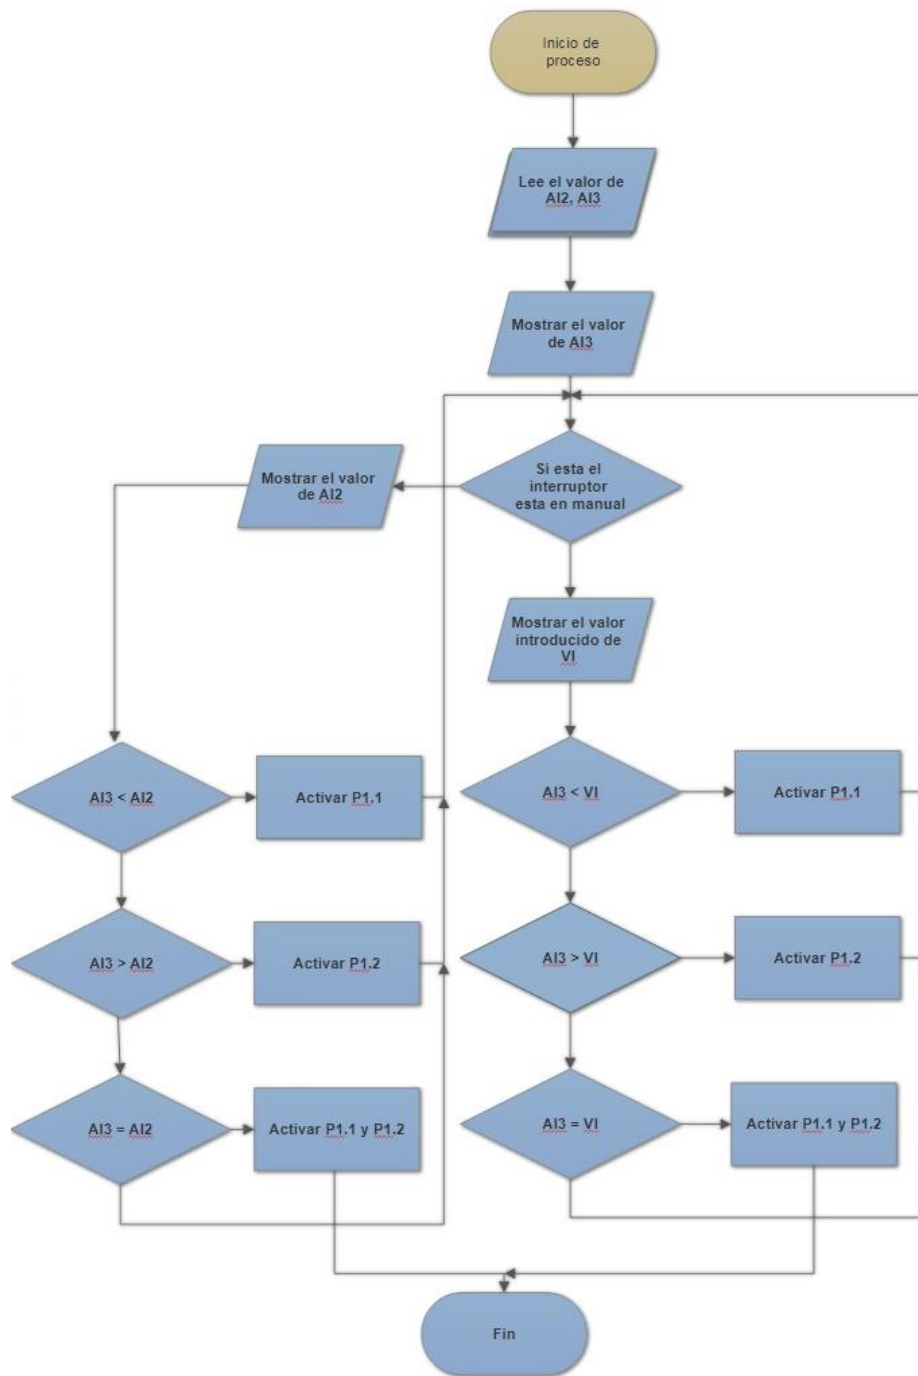 Inicio de
proceso
Lee el valor de
AI2, AI3
Mostrar el valor
de AI3
Si esta el
interruptor
esta en manual
Mostrar el valor
de AI2
Mostrar el valor
introducido de
VI
AI3 < AI2
Activar P1.1
AI3 < VI
Activar P1.1
AI3 > AI2
Activar P1.2
AI3 > VI
Activar P1.2
AI3 = AI2
Activar P1.1 y P1.2
AI3 = VI
Activar P1.1 y P1.2
Fin